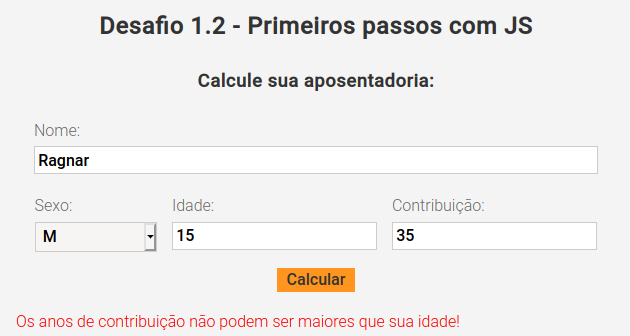 Desafio 1.2 - Primeiros passos com JS
Calcule sua aposentadoria:
Nome:
Ragnar
Sexo: Idade: Contribuição:
M 15 35
Calcular
Os anos de contribuição não podem ser maiores que sua idade!